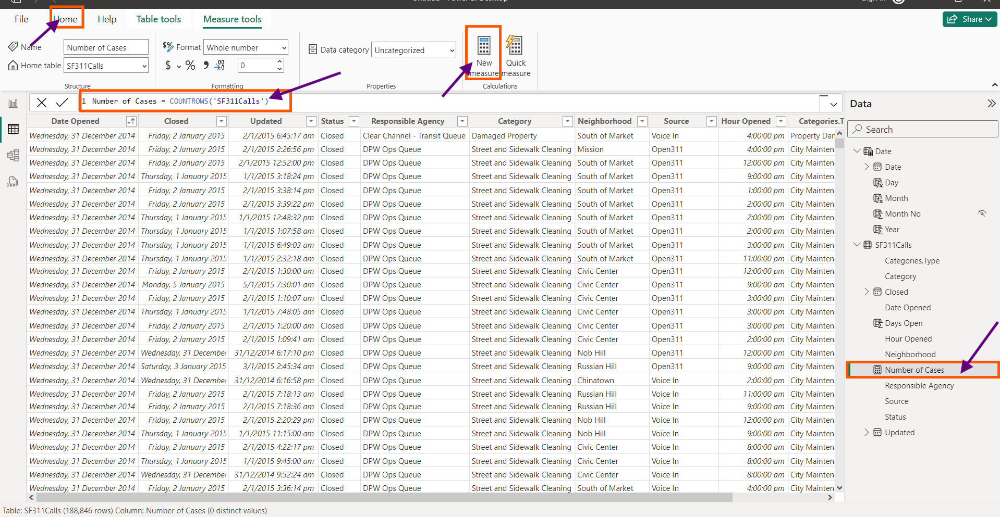 File Home Help Table tools Measure tools Share
Name Number of Cases Format Whole number Data category Uncategorized New measure Quick measure
Home table SF311Calls $ % 0
Structure Formatting Properties Calculations
1 Number of Cases = COUNTROWS('SF311Calls')
Date Opened Closed Updated Status Responsible Agency Category Neighborhood Source Hour Opened Categories.T
Wednesday, 31 December 2014 Friday, 2 January 2015 2/1/2015 6:45:17 am Closed Clear Channel - Transit Queue Damaged Property South of Market Voice In 4:00:00 pm Property Dan
Wednesday, 31 December 2014 Friday, 2 January 2015 2/1/2015 2:26:56 pm Closed DPW Ops Queue Street and Sidewalk Cleaning Mission Open311 4:00:00 pm City Mainten
Wednesday, 31 December 2014 Friday, 2 January 2015 2/1/2015 12:52:00 pm Closed DPW Ops Queue Street and Sidewalk Cleaning South of Market Open311 12:00:00 pm City Mainten
Wednesday, 31 December 2014 Thursday, 1 January 2015 1/1/2015 3:18:24 pm Closed DPW Ops Queue Street and Sidewalk Cleaning South of Market Open311 9:00:00 am City Mainten
Wednesday, 31 December 2014 Friday, 2 January 2015 2/1/2015 3:38:14 pm Closed DPW Ops Queue Street and Sidewalk Cleaning South of Market Open311 1:00:00 pm City Mainten
Wednesday, 31 December 2014 Friday, 2 January 2015 2/1/2015 3:39:22 pm Closed DPW Ops Queue Street and Sidewalk Cleaning South of Market Open311 2:00:00 pm City Mainten
Wednesday, 31 December 2014 Thursday, 1 January 2015 1/1/2015 12:48:32 pm Closed DPW Ops Queue Street and Sidewalk Cleaning South of Market Open311 2:00:00 pm City Mainten
Wednesday, 31 December 2014 Thursday, 1 January 2015 1/1/2015 1:07:58 am Closed DPW Ops Queue Street and Sidewalk Cleaning South of Market Open311 2:00:00 pm City Mainten
Wednesday, 31 December 2014 Thursday, 1 January 2015 1/1/2015 6:49:03 am Closed DPW Ops Queue Street and Sidewalk Cleaning South of Market Open311 3:00:00 pm City Mainten
Wednesday, 31 December 2014 Thursday, 1 January 2015 1/1/2015 2:32:18 am Closed DPW Ops Queue Street and Sidewalk Cleaning South of Market Open311 11:00:00 pm City Mainten
Wednesday, 31 December 2014 Friday, 2 January 2015 2/1/2015 1:30:00 am Closed DPW Ops Queue Street and Sidewalk Cleaning Civic Center Open311 12:00:00 pm City Mainten
Wednesday, 31 December 2014 Monday, 5 January 2015 5/1/2015 7:30:01 am Closed DPW Ops Queue Street and Sidewalk Cleaning Civic Center Open311 9:00:00 am City Mainten
Wednesday, 31 December 2014 Friday, 2 January 2015 2/1/2015 1:10:07 am Closed DPW Ops Queue Street and Sidewalk Cleaning Civic Center Open311 3:00:00 pm City Mainten
Wednesday, 31 December 2014 Thursday, 1 January 2015 1/1/2015 7:48:05 am Closed DPW Ops Queue Street and Sidewalk Cleaning Civic Center Open311 3:00:00 pm City Mainten
Wednesday, 31 December 2014 Friday, 2 January 2015 2/1/2015 1:20:00 am Closed DPW Ops Queue Street and Sidewalk Cleaning Civic Center Open311 3:00:00 pm City Mainten
Wednesday, 31 December 2014 Friday, 2 January 2015 2/1/2015 1:09:41 am Closed DPW Ops Queue Street and Sidewalk Cleaning Civic Center Open311 2:00:00 pm City Mainten
Wednesday, 31 December 2014 Wednesday, 31 December 31/12/2014 6:17:10 pm Closed DPW Ops Queue Street and Sidewalk Cleaning Nob Hill Open311 12:00:00 pm City Mainten
Wednesday, 31 December 2014 Saturday, 3 January 2015 3/1/2015 2:45:34 am Closed DPW Ops Queue Street and Sidewalk Cleaning Russian Hill Open311 9:00:00 am City Mainten
Wednesday, 31 December 2014 Wednesday, 31 December 31/12/2014 6:16:58 pm Closed DPW Ops Queue Street and Sidewalk Cleaning Chinatown Voice In 2:00:00 pm City Mainten
Wednesday, 31 December 2014 Friday, 2 January 2015 2/1/2015 7:18:13 am Closed DPW Ops Queue Street and Sidewalk Cleaning Russian Hill Voice In 11:00:00 am City Mainten
Wednesday, 31 December 2014 Friday, 2 January 2015 2/1/2015 7:18:36 am Closed DPW Ops Queue Street and Sidewalk Cleaning Russian Hill Voice In 9:00:00 am City Mainten
Wednesday, 31 December 2014 Friday, 2 January 2015 2/1/2015 2:20:29 pm Closed DPW Ops Queue Street and Sidewalk Cleaning Nob Hill Voice In 12:00:00 pm City Mainten
Wednesday, 31 December 2014 Thursday, 1 January 2015 1/1/2015 11:15:00 am Closed DPW Ops Queue Street and Sidewalk Cleaning Nob Hill Voice In 9:00:00 am City Mainten
Wednesday, 31 December 2014 Friday, 2 January 2015 2/1/2015 4:22:17 pm Closed DPW Ops Queue Street and Sidewalk Cleaning Civic Center Voice In 8:00:00 am City Mainten
Wednesday, 31 December 2014 Thursday, 1 January 2015 1/1/2015 9:45:00 am Closed DPW Ops Queue Street and Sidewalk Cleaning Civic Center Voice In 8:00:00 am City Mainten
Wednesday, 31 December 2014 Wednesday, 31 December 31/12/2014 9:52:24 am Closed DPW Ops Queue Street and Sidewalk Cleaning Civic Center Voice In 8:00:00 am City Mainten
Wednesday, 31 December 2014 Friday, 2 January 2015 2/1/2015 3:36:14 pm Closed DPW Ops Queue Street and Sidewalk Cleaning South of Market Voice In 4:00:00 pm City Mainten
Data
Search
Date
Date
Day
Month
Month No
Year
SF311Calls
Categories.Type
Category
Closed
Date Opened
Days Open
Hour Opened
Neighborhood
Number of Cases
Responsible Agency
Source
Status
Updated
Table: SF311Calls (188,846 rows) Column: Number of Cases (0 distinct values)